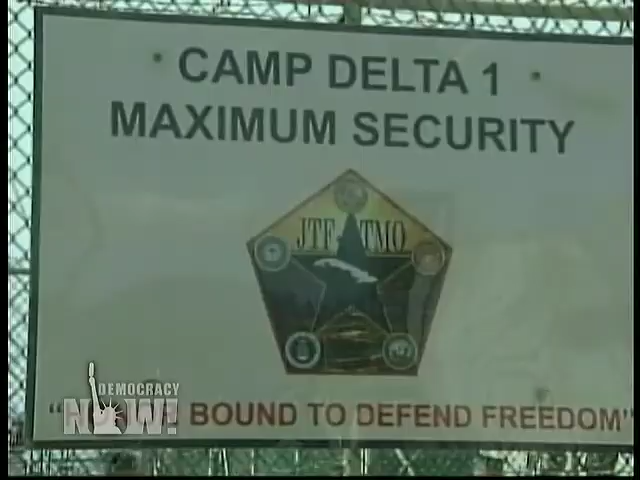 CAMP DELTA 1
MAXIMUM SECURITY
JTF GTMO
BOUND TO DEFEND FREEDOM"
DEMOCRACY
NOW!